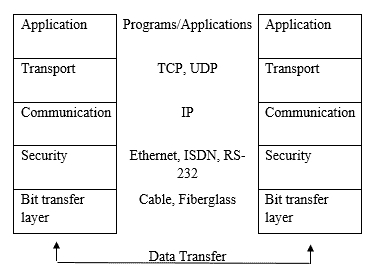 Application Programs/Applications Application
Transport TCP, UDP Transport
Communication IP Communication
Security Ethernet, ISDN, RS-
232 Security
Bit transfer
layer Cable, Fiberglass Bit transfer
layer
Data Transfer